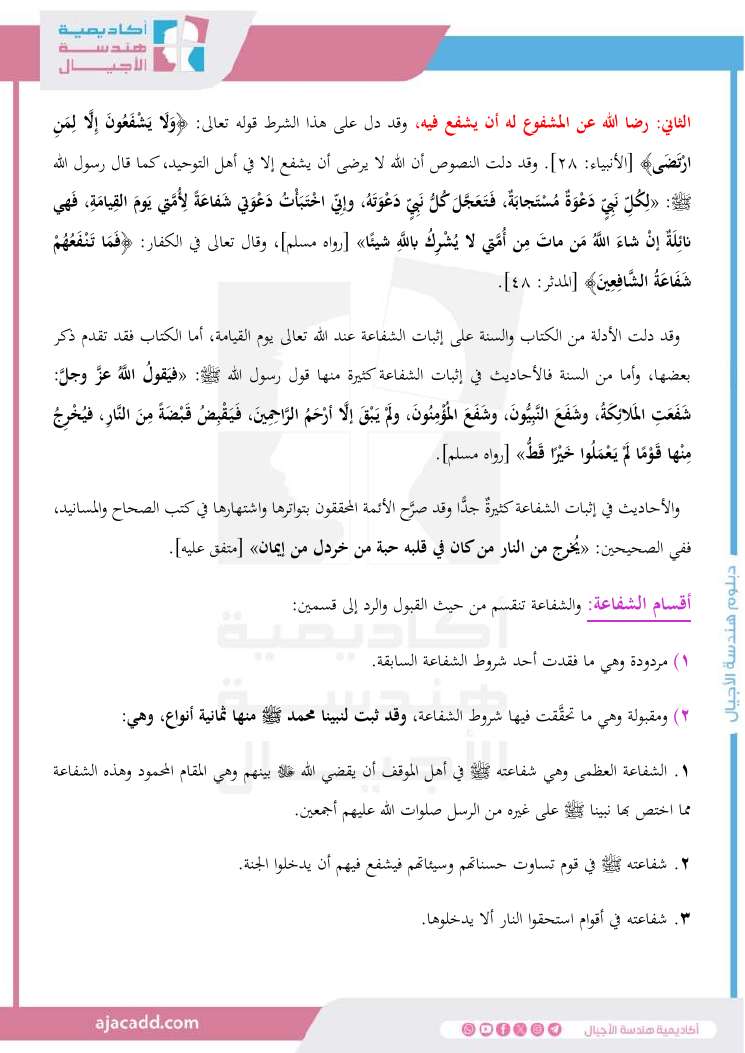 أكاديمية
هندسة
الأجيال
الثاني: رضا الله عن المشفوع له أن يشفع فيه، وقد دل على هذا الشرط قوله تعالى: ﴿وَلَا يَشْفَعُونَ إِلَّا لِمَنِ
ارْتَضَى﴾ [الأنبياء: ٢٨]. وقد دلت النصوص أن الله لا يرضى أن يشفع إلا في أهل التوحيد، كما قال رسول الله
ﷺ: «لِكُلِّ نَبِيٍّ دَعْوَةٌ مُسْتَجابَةٌ، فَتَعَجَّلَ كُلُّ نَبِيٍّ دَعْوَتَهُ، وإِنِّي اخْتَبَأْتُ دَعْوَتي شَفاعَةً لِأُمَّتي يَومَ القِيامَةِ، فَهِي
نائِلَةٌ إنْ شاءَ اللَّهُ مَن ماتَ مِن أُمَّتي لا يُشْرِكُ باللَّهِ شيئًا» [رواه مسلم]، وقال تعالى في الكفار: ﴿فَمَا تَنْفَعُهُمْ
شَفَاعَةُ الشَّافِعِينَ﴾ [المدثر: ٤٨].
وقد دلت الأدلة من الكتاب والسنة على إثبات الشفاعة عند الله تعالى يوم القيامة، أما الكتاب فقد تقدم ذكر
بعضها، وأما من السنة فالأحاديث في إثبات الشفاعة كثيرة منها قول رسول الله ﷺ: «فيَقولُ اللَّهُ عزَّ وجلَّ:
شَفَعَتِ المَلائِكَةُ، وشَفَعَ النَّبِيُّونَ، وشَفَعَ المُؤْمِنُونَ، ولَمْ يَبْقَ إلَّا أرْحَمُ الرَّاحِمِينَ، فَيَقْبِضُ قَبْضَةً مِنَ النَّارِ، فيُخْرِجُ
مِنْها قَوْمًا لَمْ يَعْمَلُوا خَيْرًا قَطُّ» [رواه مسلم].
والأحاديث في إثبات الشفاعة كثيرةٌ جدًّا وقد صرَّح الأئمة المحققون بتواترها واشتهارها في كتب الصحاح والمسانيد،
ففي الصحيحين: «يُخرج من النار من كان في قلبه حبة من خردل من إيمان» [متفق عليه].
أقسام الشفاعة: والشفاعة تنقسم من حيث القبول والرد إلى قسمين:
١) مردودة وهي ما فقدت أحد شروط الشفاعة السابقة.
٢) ومقبولة وهي ما تحقَّقت فيها شروط الشفاعة، وقد ثبت لنبينا محمد ﷺ منها ثمانية أنواع، وهي:
١. الشفاعة العظمى وهي شفاعته ﷺ في أهل الموقف أن يقضي الله ﷻ بينهم وهي المقام المحمود وهذه الشفاعة
مما اختص بها نبينا ﷺ على غيره من الرسل صلوات الله عليهم أجمعين.
٢. شفاعته ﷺ في قوم تساوت حسناتهم وسيئاتهم فيشفع فيهم أن يدخلوا الجنة.
٣. شفاعته في أقوام استحقوا النار ألا يدخلوها.
أكاديمية
هندسة
الأجيال
دبلوم هندسة الأجيال
أكاديمية هندسة الأجيال
ajacadd.com